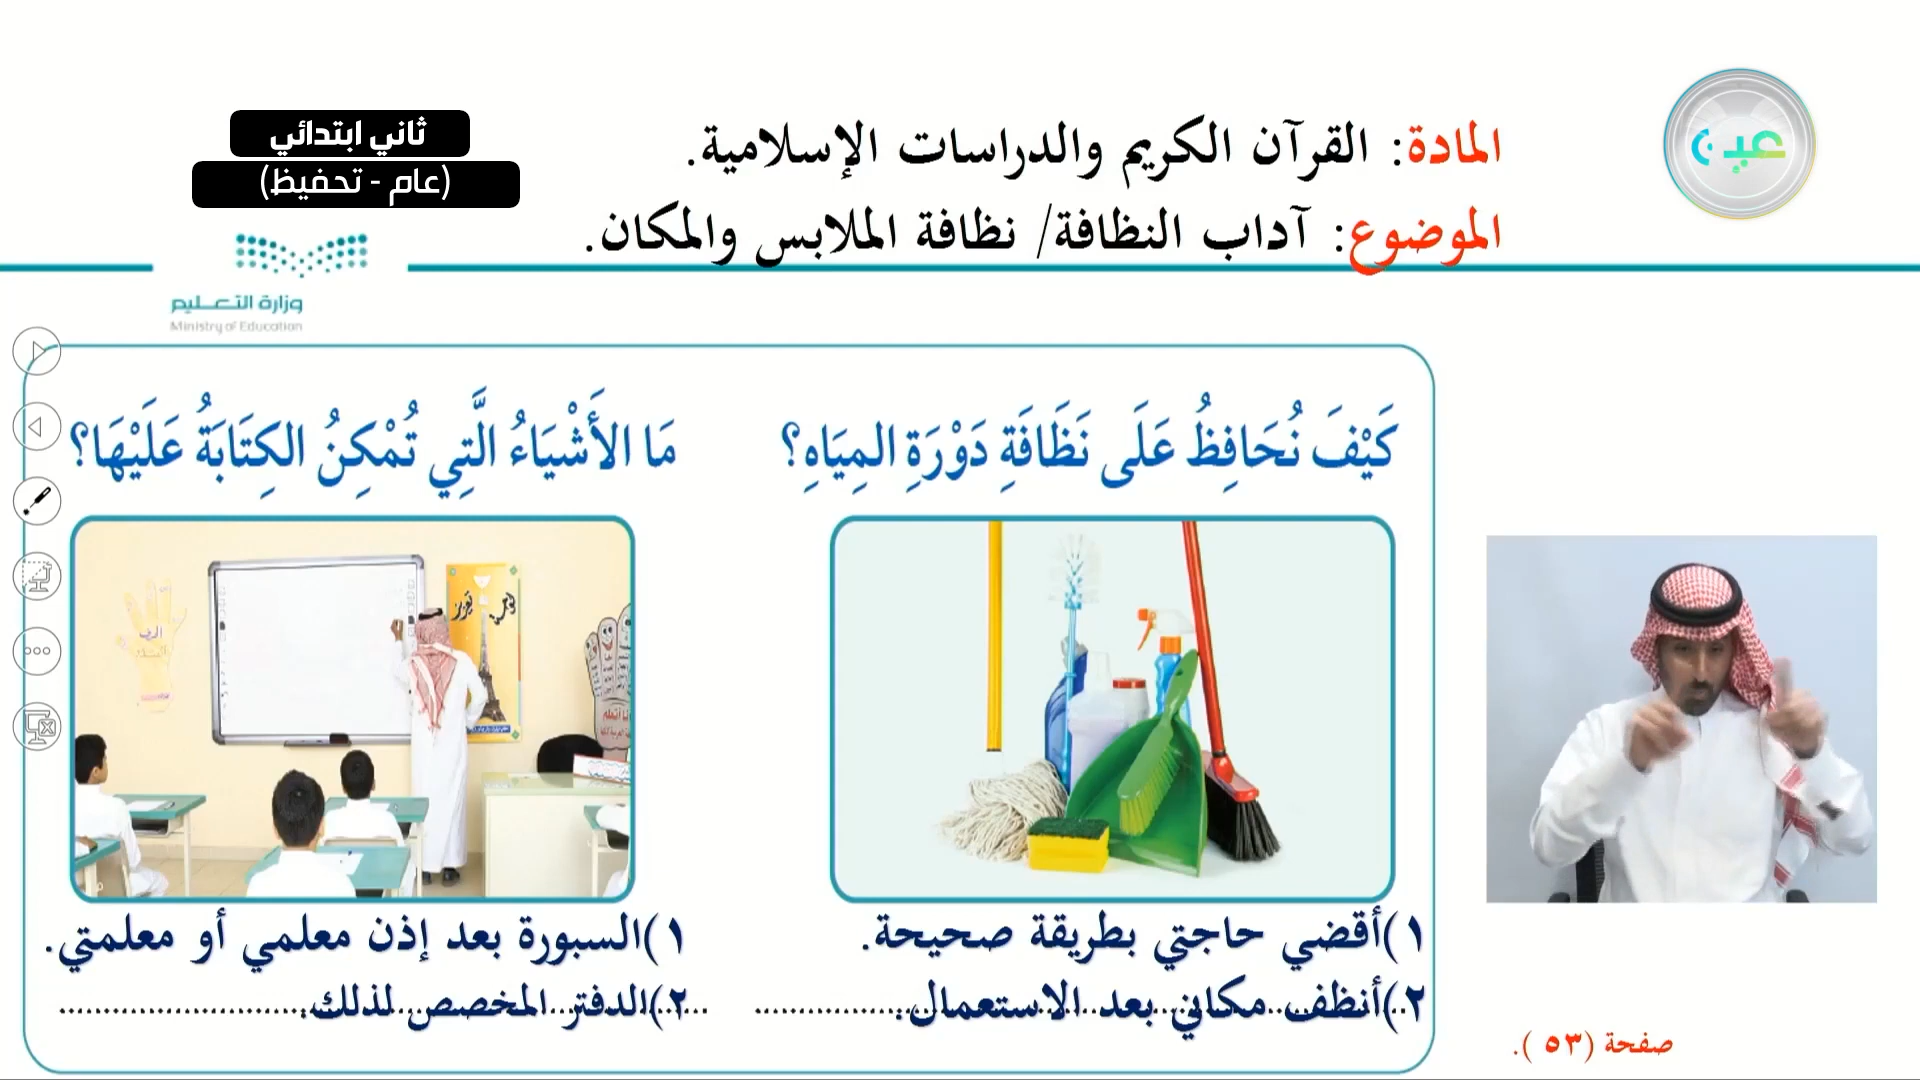 عين
المادة: القرآن الكريم والدراسات الإسلامية.
الموضوع: آداب النظافة/ نظافة الملابس والمكان.
ثاني ابتدائي
(عام - تحفيظ)
وزارة التعليم
Ministry of Education
كَيْفَ نُحَافِظُ عَلَى نَظَافَةِ دَوْرَةِ المِيَاهِ؟
١)أقضي حاجتي بطريقة صحيحة.
٢)أنظف مكاني بعد الاستعمال.
مَا الأَشْيَاءُ الَّتِي تُمْكِنُ الكِتَابَةُ عَلَيْهَا؟
١)السبورة بعد إذن معلمي أو معلمتي.
٢)الدفتر المخصص لذلك.
صفحة (٥٣ ).